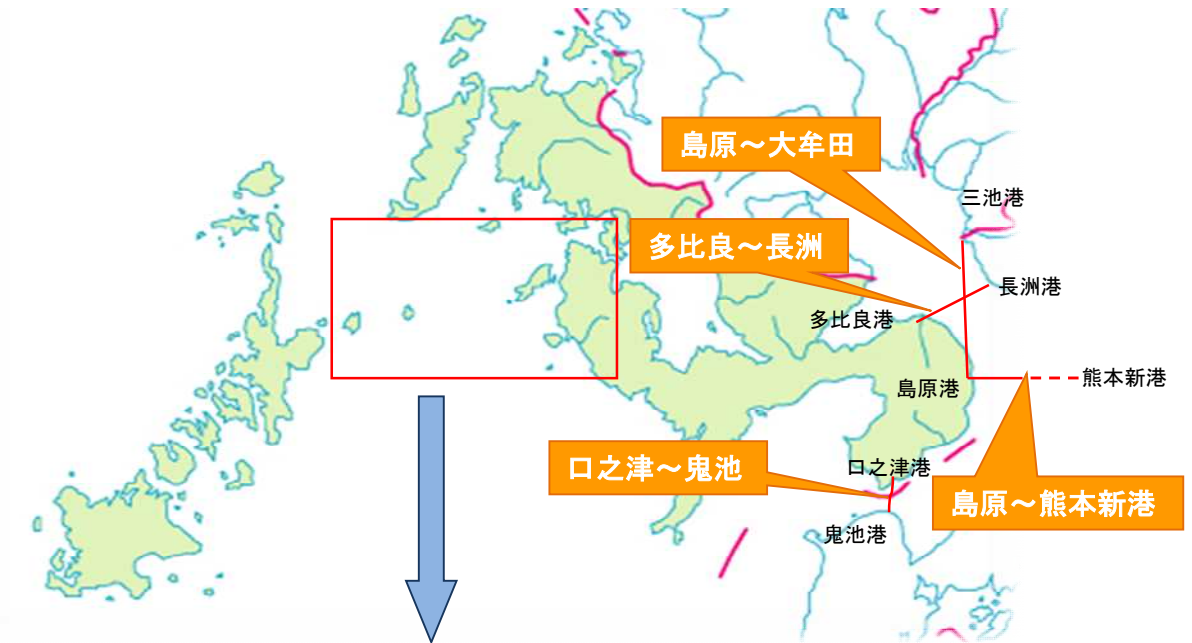 島原～大牟田
三池港
多比良～長洲
長洲港
多比良港
熊本新港
島原港
口之津～鬼池
口之津港
島原～熊本新港
鬼池港